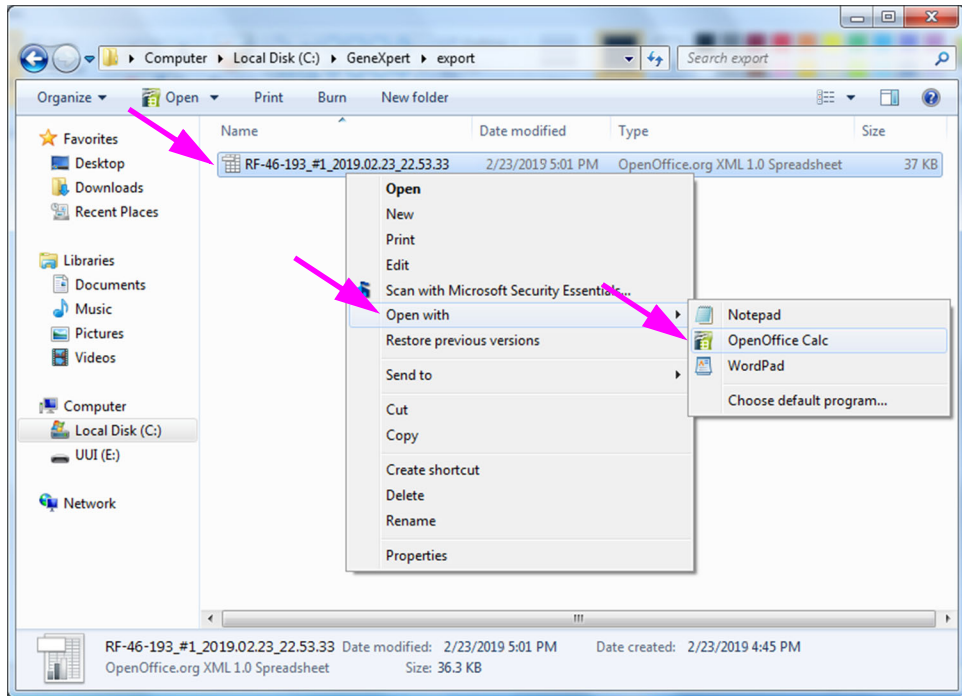 Computer Local Disk (C:) GeneXpert export Search export
Organize Open Print Burn New folder
Name Date modified Type Size
RF-46-193_#1_2019.02.23_22.53.33 2/23/2019 5:01 PM OpenOffice.org XML 1.0 Spreadsheet 37 KB
Favorites
Desktop
Downloads
Recent Places
Libraries
Documents
Music
Pictures
Videos
Computer
Local Disk (C:)
UUI (E:)
Network
Open
New
Print
Edit
Scan with Microsoft Security Essentials...
Open with
Restore previous versions
Send to
Cut
Copy
Create shortcut
Delete
Rename
Properties
Notepad
OpenOffice Calc
WordPad
Choose default program...
RF-46-193_#1_2019.02.23_22.53.33 Date modified: 2/23/2019 5:01 PM Date created: 2/23/2019 4:45 PM
OpenOffice.org XML 1.0 Spreadsheet Size: 36.3 KB